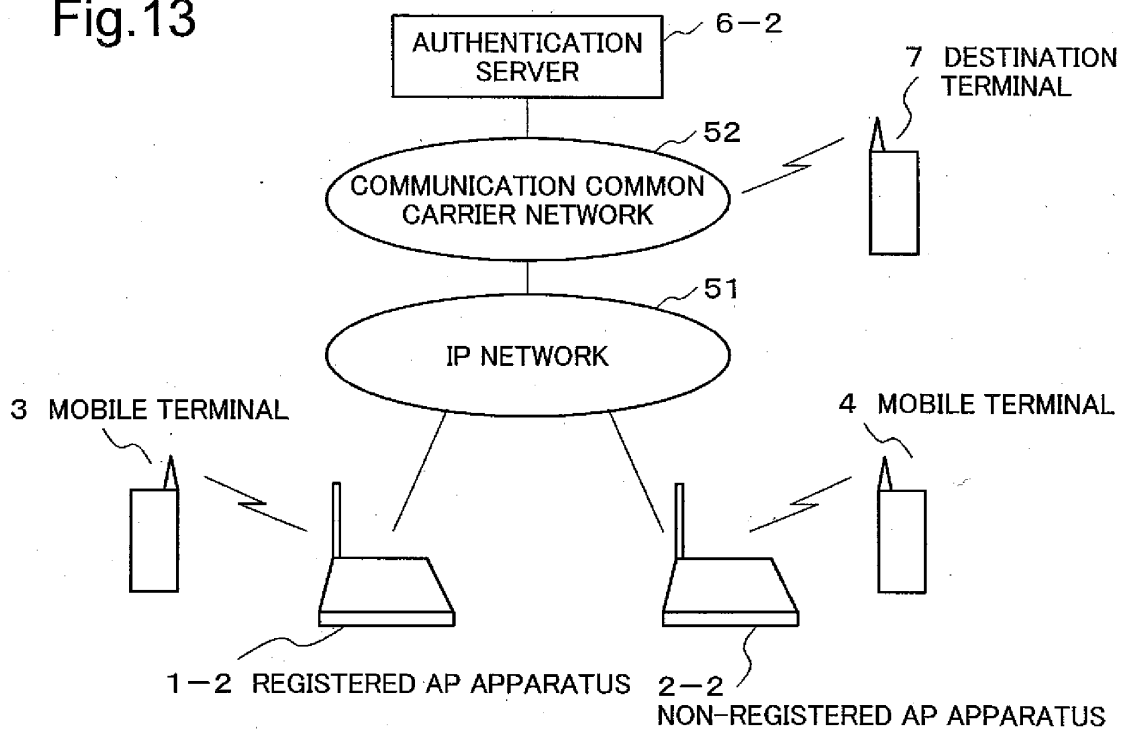 Fig.13
AUTHENTICATION
SERVER
6-2
7 DESTINATION
TERMINAL
52
COMMUNICATION COMMON
CARRIER NETWORK
51
IP NETWORK
3 MOBILE TERMINAL
4 MOBILE TERMINAL
1-2 REGISTERED AP APPARATUS
2-2
NON-REGISTERED AP APPARATUS